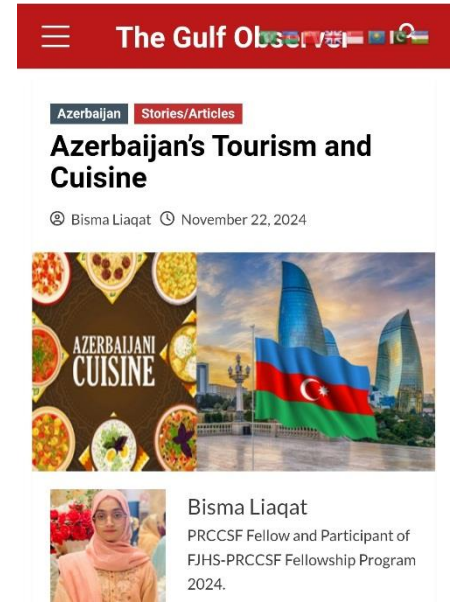 The Gulf Observer
Azerbaijan Stories/Articles
Azerbaijan's Tourism and
Cuisine
Bisma Liaqat November 22, 2024
AZERBAIJANI
CUISINE
Bisma Liaqat
PRCCSF Fellow and Participant of
FJHS-PRCCSF Fellowship Program
2024.